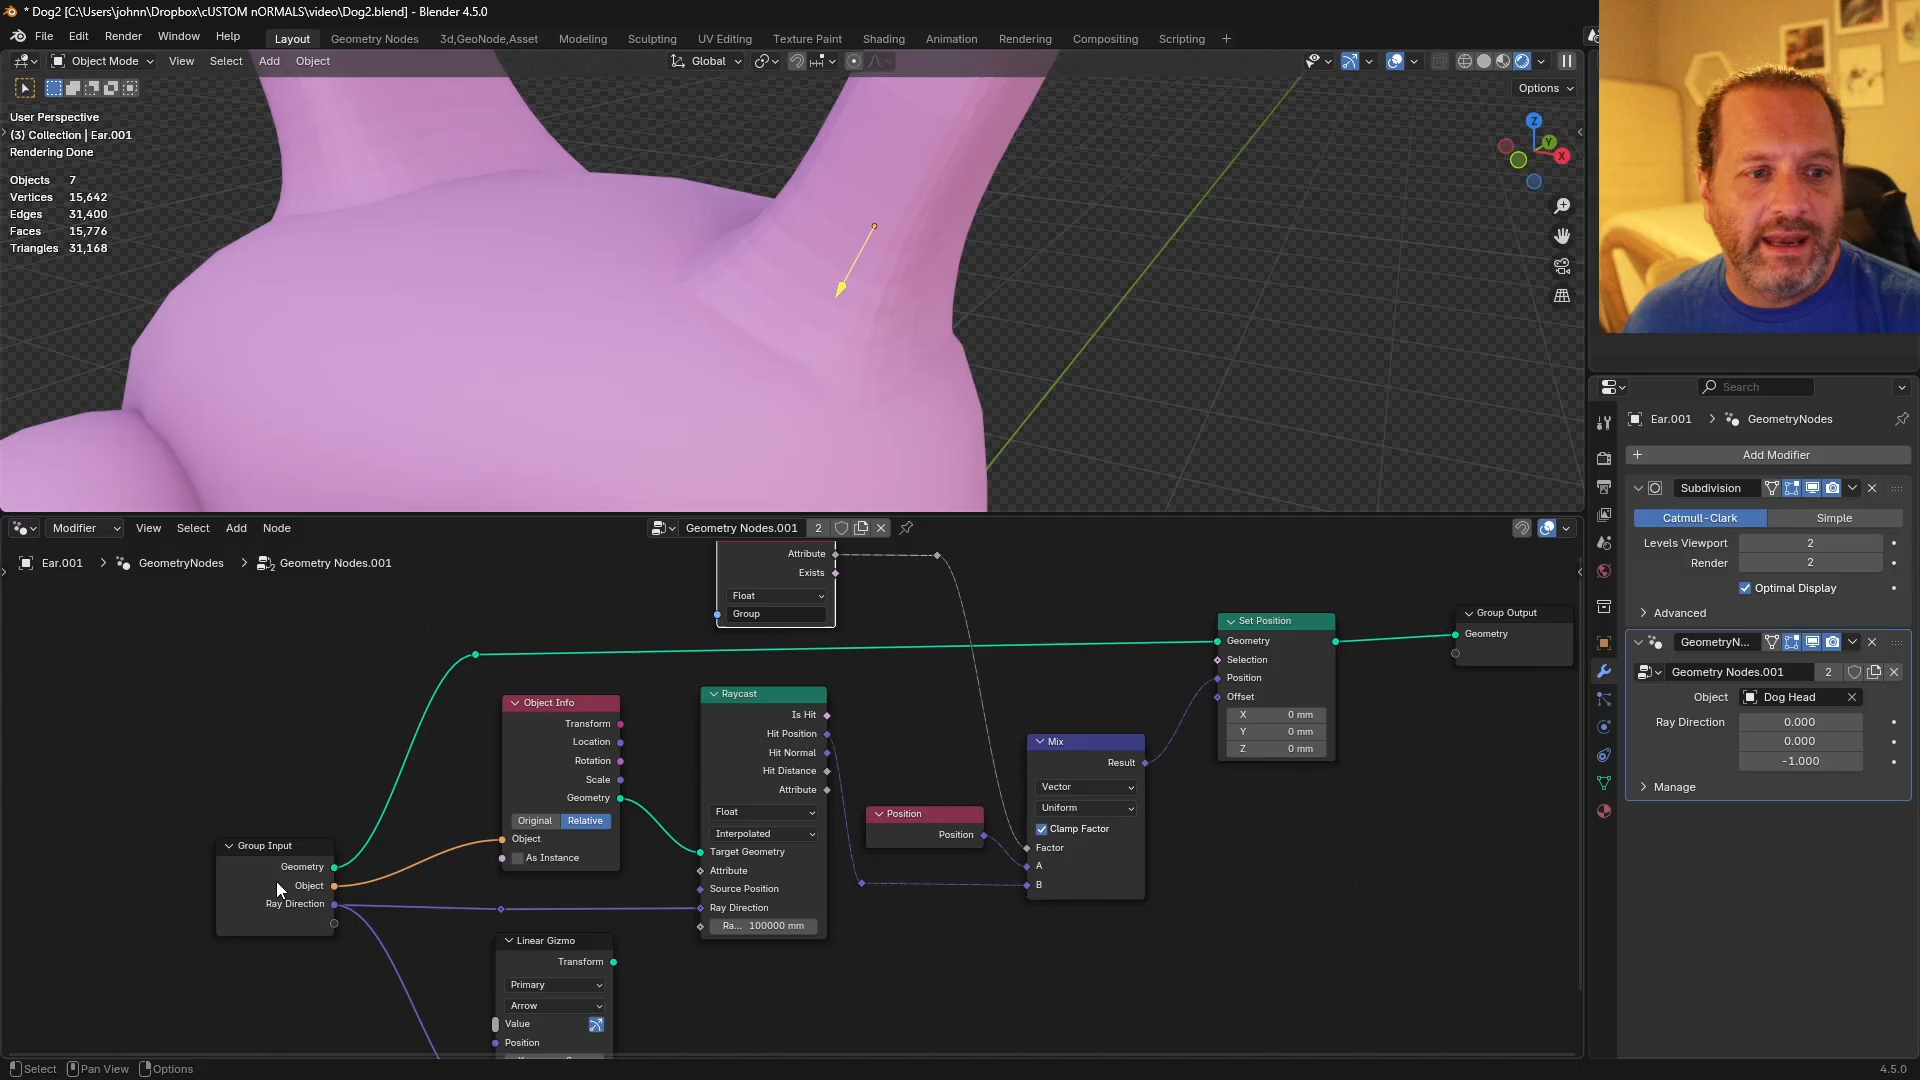 * Dog2 [C:\Users\johnn\Dropbox\cUSTOM nORMALS\video\Dog2.blend] - Blender 4.5.0
File Edit Render Window Help
Layout Geometry Nodes 3d,GeoNode,Asset Modeling Sculpting UV Editing Texture Paint Shading Animation Rendering Compositing Scripting +
Object Mode View Select Add Object Global
Options
User Perspective
(3) Collection | Ear.001
Rendering Done
Objects 7
Vertices 15,642
Edges 31,400
Faces 15,776
Triangles 31,168
Z
Y
X
Search
Ear.001 > GeometryNodes
Add Modifier
Subdivision
Catmull-Clark Simple
Levels Viewport 2
Render 2
Optimal Display
Advanced
GeometryN...
Geometry Nodes.001 2
Object Dog Head
Ray Direction 0.000
0.000
-1.000
Manage
Modifier View Select Add Node Geometry Nodes.001 2
Ear.001 > GeometryNodes > Geometry Nodes.001
Attribute
Exists
Float
Group
Set Position
Geometry
Selection
Position
Offset
X 0 mm
Y 0 mm
Z 0 mm
Group Output
Geometry
Object Info
Transform
Location
Rotation
Scale
Geometry
Original Relative
Object
As Instance
Raycast
Is Hit
Hit Position
Hit Normal
Hit Distance
Attribute
Float
Interpolated
Target Geometry
Attribute
Source Position
Ray Direction
Ra... 100000 mm
Mix
Result
Vector
Uniform
Clamp Factor
Factor
A
B
Position
Position
Group Input
Geometry
Object
Ray Direction
Linear Gizmo
Transform
Primary
Arrow
Value
Position
Select Pan View Options 4.5.0